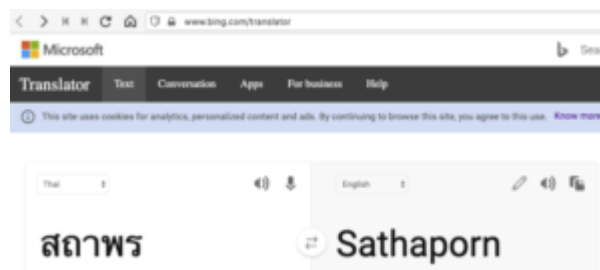 www.bing.com/translator
Microsoft
Sea
Translator Text Conversation Apps For business Help
This site uses cookies for analytics, personalized content and ads. By continuing to browse this site, you agree to this use. Know more
Thai English
สถาพร Sathaporn